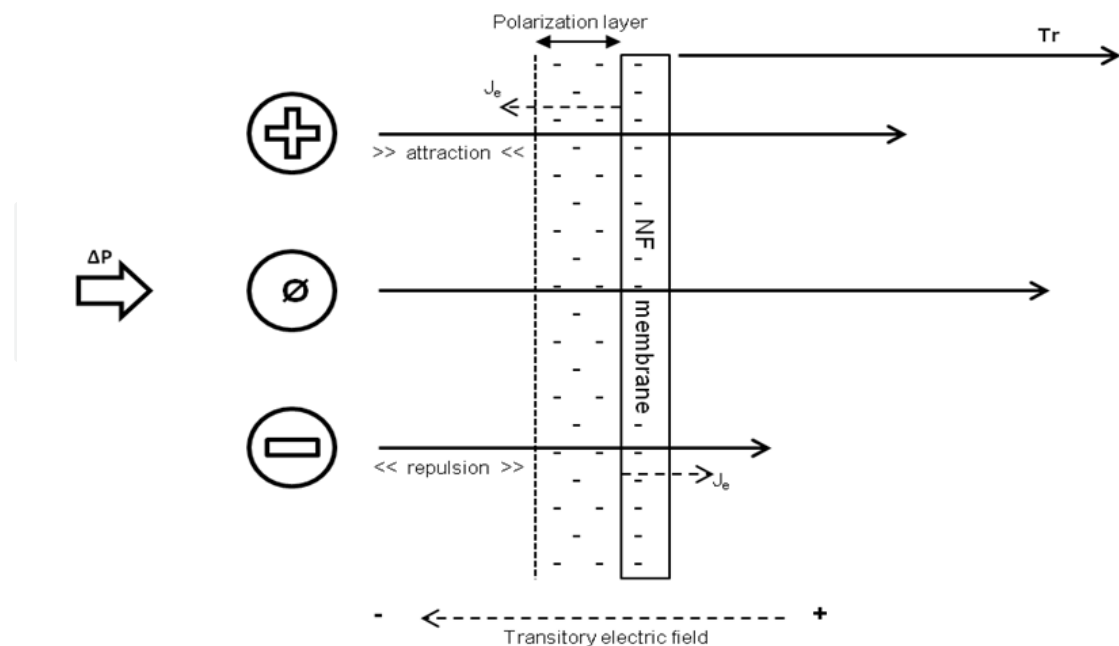 Polarization layer
Tr
Je
>> attraction <<
ΔP
ø
NF membrane
<< repulsion >>
Je
- +
Transitory electric field